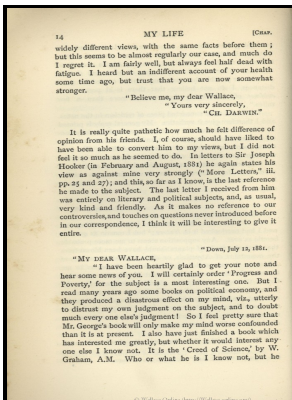 14 MY LIFE [CHAP.
widely different views, with the same facts before them ;
but this seems to be almost regularly our case, and much do
I regret it. I am fairly well, but always feel half dead with
fatigue. I heard but an indifferent account of your health
some time ago, but trust that you are now somewhat
stronger.
"Believe me, my dear Wallace,
"Yours very sincerely,
"CH. DARWIN."
It is really quite pathetic how much he felt difference of
opinion from his friends. I, of course, should have liked to
have been able to convert him to my views, but I did not
feel it so much as he seemed to do. In letters to Sir Joseph
Hooker (in February and August, 1881) he again states his
view as against mine very strongly ("More Letters," iii.
pp. 25 and 27); and this, so far as I know, is the last reference
he made to the subject. The last letter I received from him
was entirely on literary and political subjects, and, as usual,
very kind and friendly. As it makes no reference to our
controversies, and touches on questions never introduced before
in our correspondence, I think it will be interesting to give it
entire.
"Down, July 12, 1881.
"MY DEAR WALLACE,
"I have been heartily glad to get your note and
hear some news of you. I will certainly order 'Progress and
Poverty,' for the subject is a most interesting one. But I
read many years ago some books on political economy, and
they produced a disastrous effect on my mind, viz., utterly
to distrust my own judgment on the subject, and to doubt
much every one else's judgment ! So I feel pretty sure that
Mr. George's book will only make my mind worse confounded
than it is at present. I also have just finished a book which
has interested me greatly, but whether it would interest any
one else I know not. It is the 'Creed of Science,' by W.
Graham, A.M. Who or what he is I know not, but he